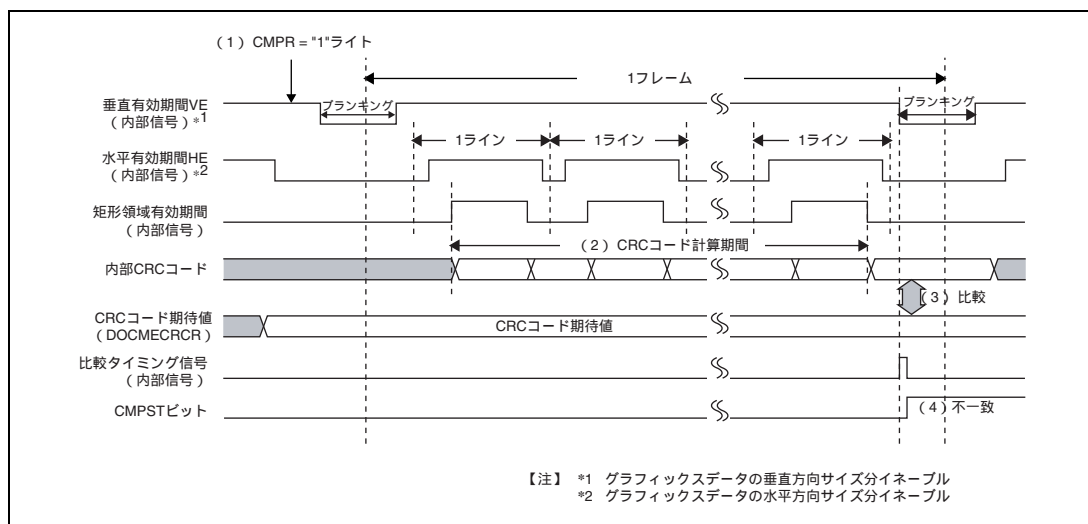 (1) CMPR = "1"ライト
1フレーム
垂直有効期間VE
(内部信号)*1
ブランキング
ブランキング
1ライン
1ライン
1ライン
水平有効期間HE
(内部信号)*2
矩形領域有効期間
(内部信号)
(2) CRCコード計算期間
内部CRCコード
(3) 比較
CRCコード期待値
(DOCMECRCR)
CRCコード期待値
比較タイミング信号
(内部信号)
CMPSTビット
(4) 不一致
【注】 *1 グラフィックスデータの垂直方向サイズ分イネーブル
*2 グラフィックスデータの水平方向サイズ分イネーブル